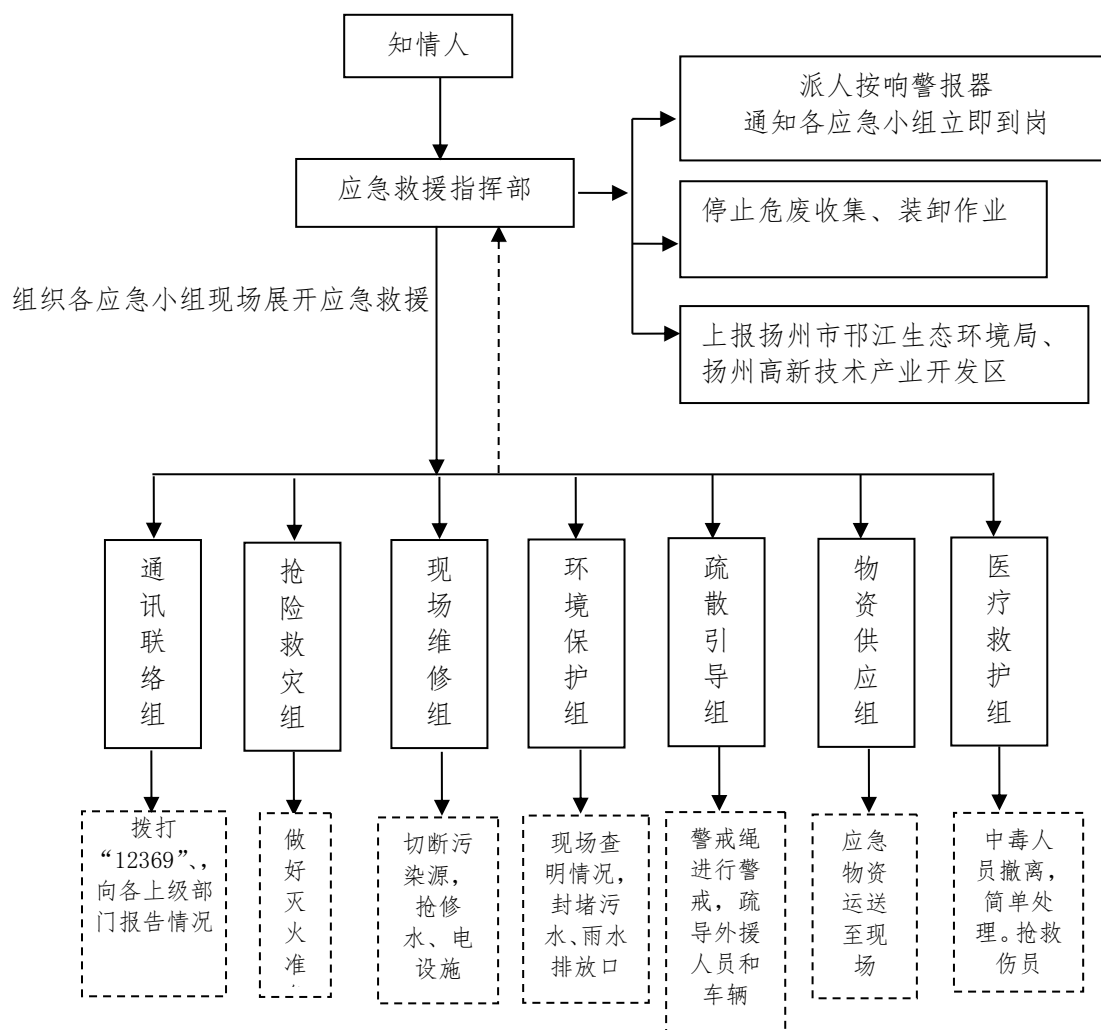 知情人
派人按响警报器
通知各应急小组立即到岗
应急救援指挥部
停止危废收集、装卸作业
组织各应急小组现场展开应急救援
上报扬州市邗江生态环境局、
扬州高新技术产业开发区
通
讯
联
络
组
抢
险
救
灾
组
现
场
维
修
组
环
境
保
护
组
疏
散
引
导
组
物
资
供
应
组
医
疗
救
护
组
拨打
“12369”、,
向各上级部
门报告情况
做
好
灭
火
准
切断污
染源，
抢修
水、电
设施
现场查
明情况，
封堵污
水、雨水
排放口
警戒绳
进行警
戒，疏
导外援
人员和
车辆
应急
物资
运送
至现
场
中毒人
员撤离，
简单处
理。抢救
伤员